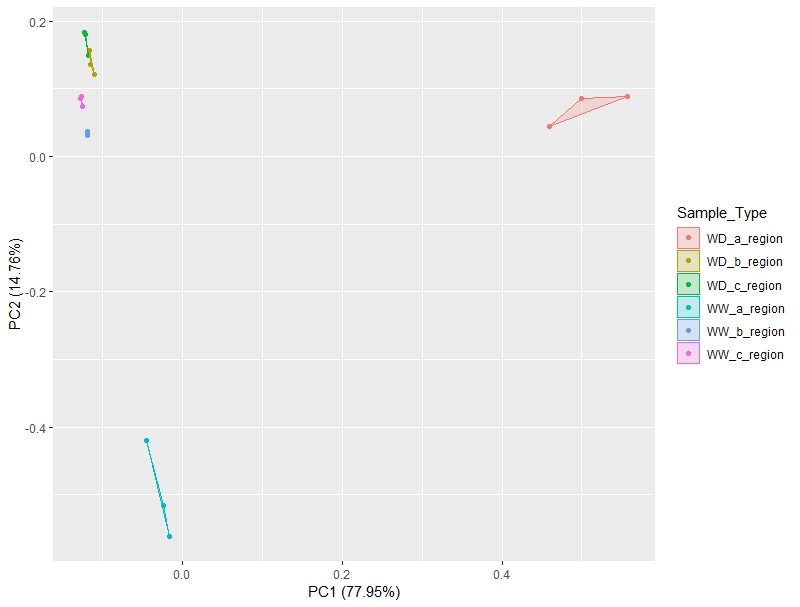 0.2
0.0
-0.2
-0.4
PC2 (14.76%)
0.0
0.2
0.4
PC1 (77.95%)
Sample_Type
WD_a_region
WD_b_region
WD_c_region
WW_a_region
WW_b_region
WW_c_region